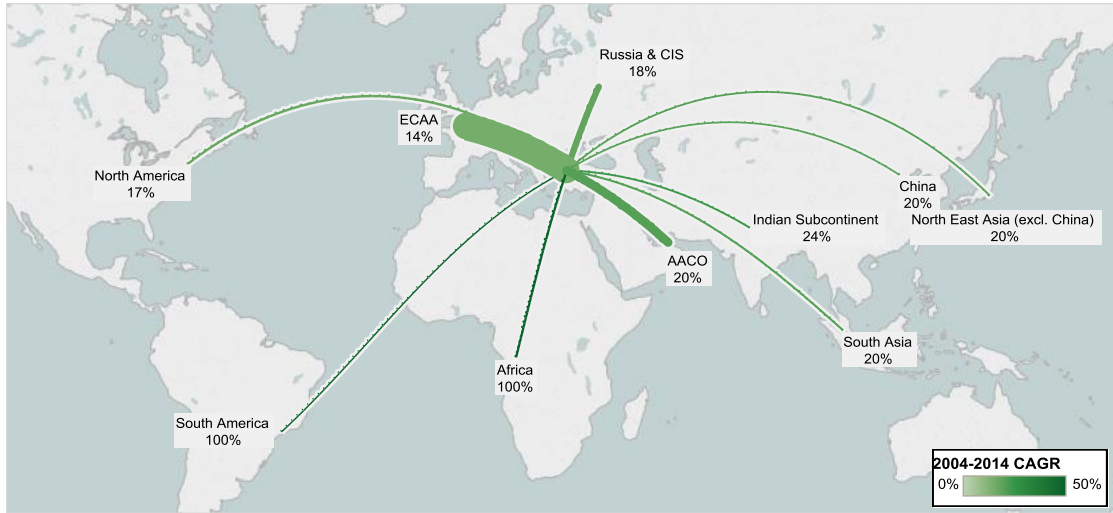 Russia & CIS
18%
ECAA
14%
North America
17%
China
20%
Indian Subcontinent
24%
North East Asia (excl. China)
20%
AACO
20%
South Asia
20%
Africa
100%
South America
100%
2004-2014 CAGR
0%
50%